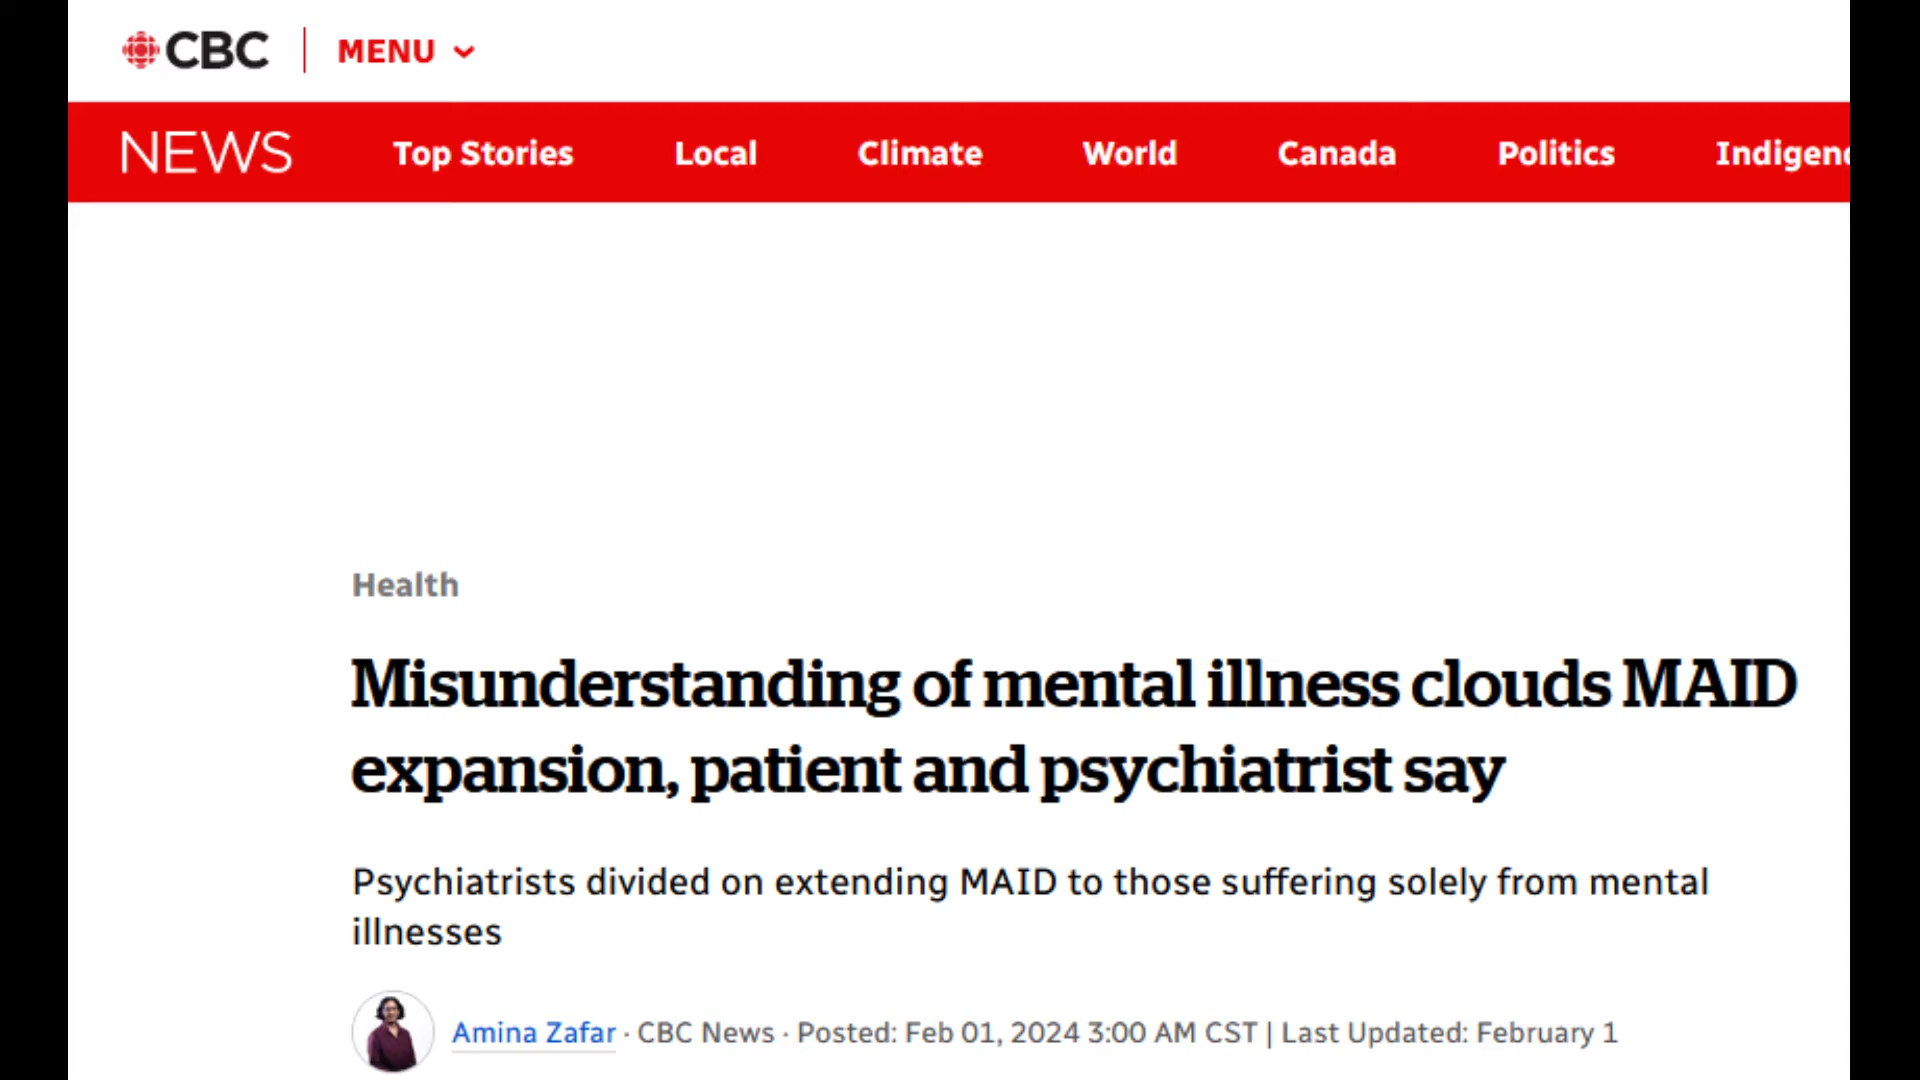 CBC | MENU
NEWS Top Stories Local Climate World Canada Politics
Health
Misunderstanding of mental illness clouds MAID
expansion, patient and psychiatrist say
Psychiatrists divided on extending MAID to those suffering solely from mental
illnesses
Amina Zafar · CBC News · Posted: Feb 01, 2024 3:00 AM CST | Last Updated: February 1